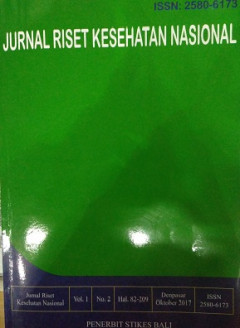 ISSN: 2580-6173
JURNAL RISET KESEHATAN NASIONAL
Jurnal Riset Kesehatan Nasional
Vol. 1
No. 2
Hal. 82-209
Denpasar Oktober 2017
ISSN 2580-6173
PENERBIT STIKES BALI